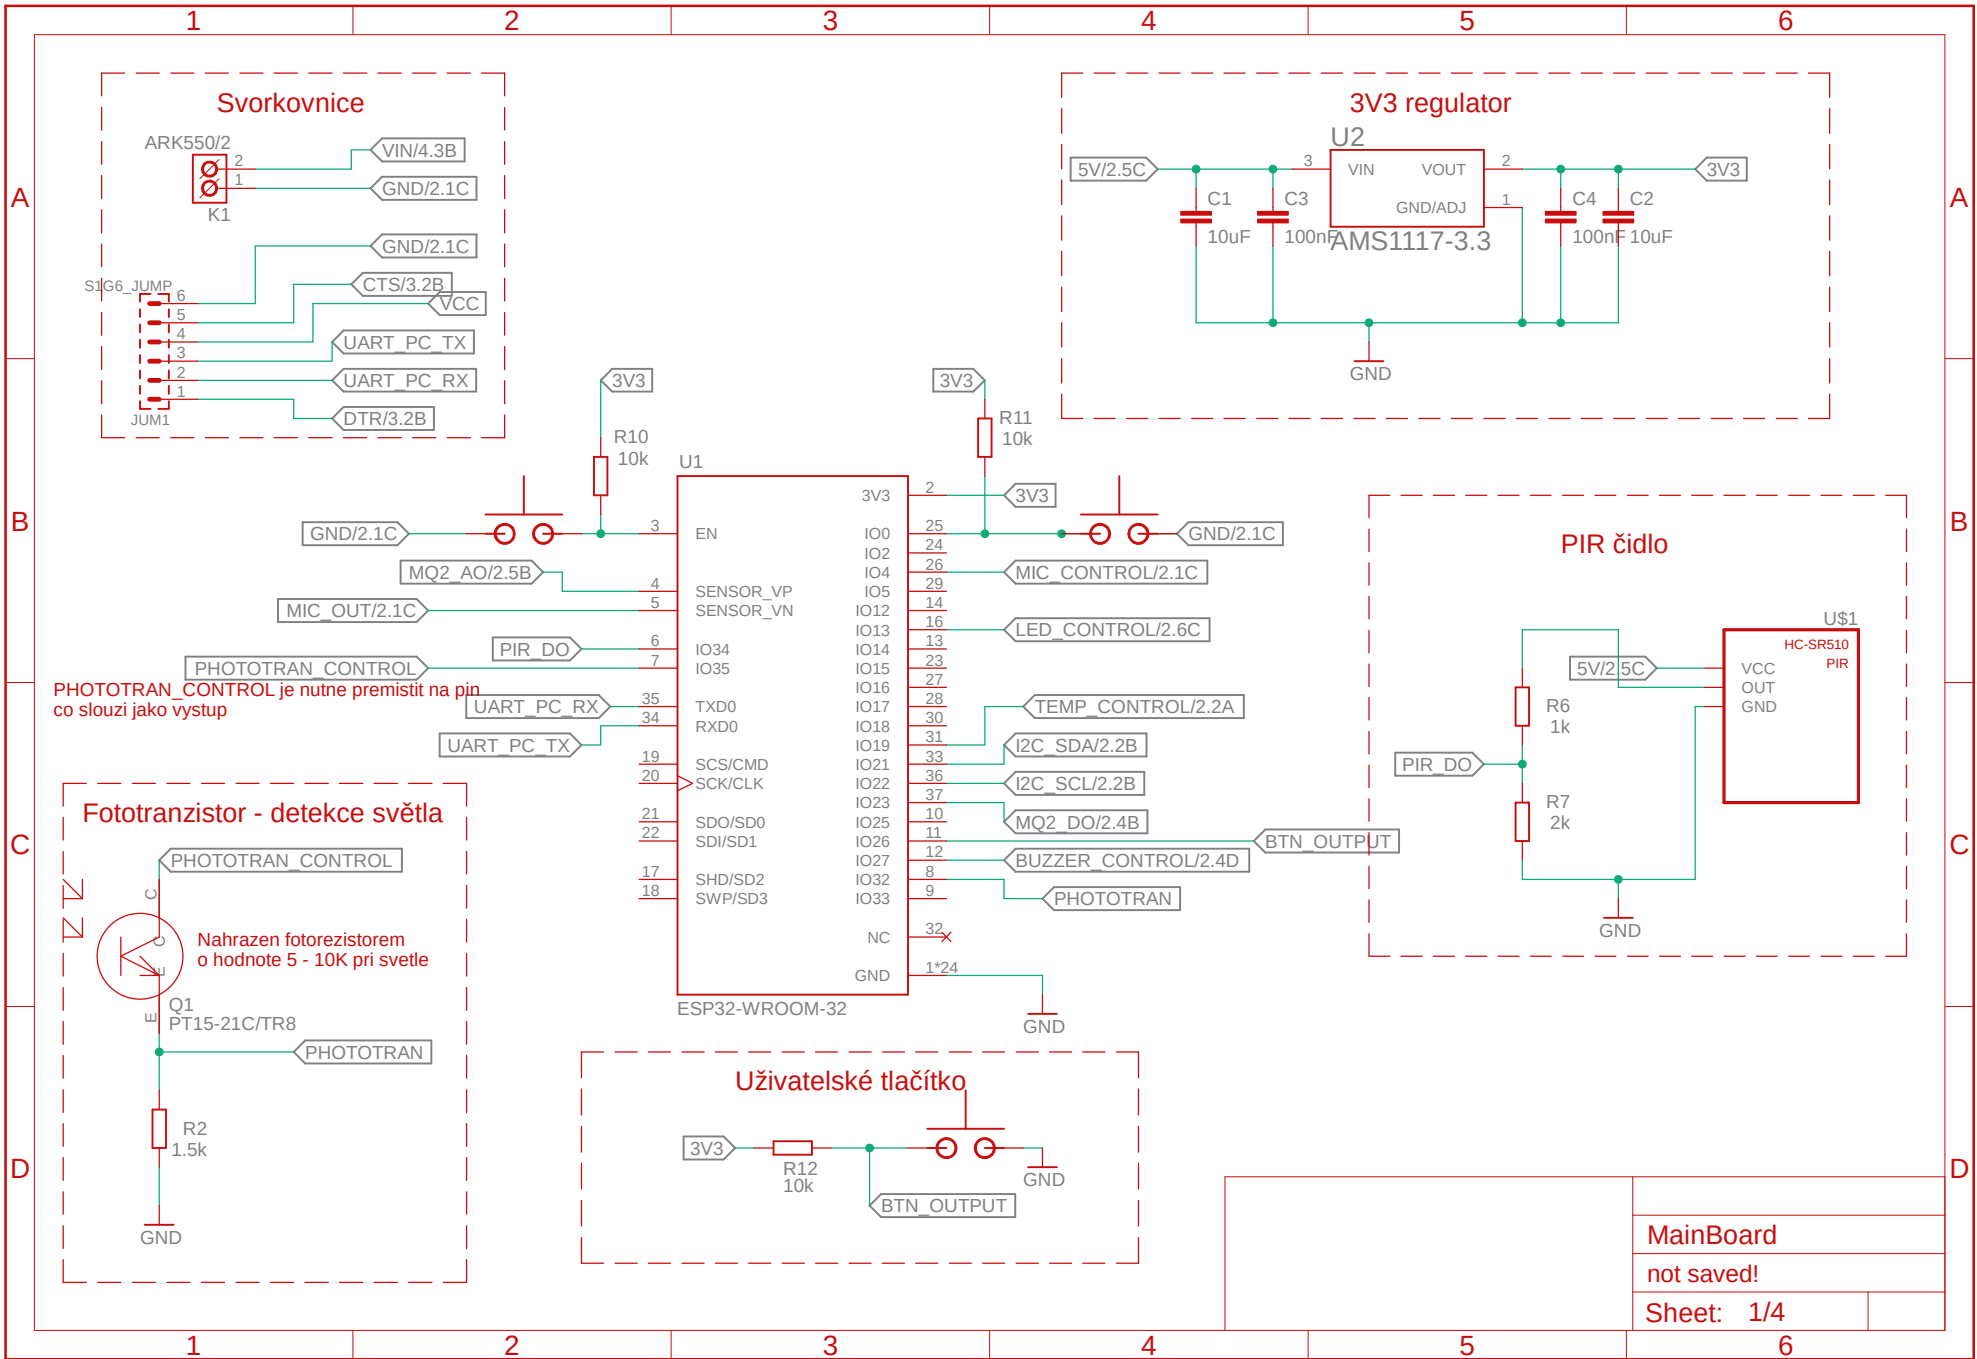 1 2 3 4 5 6
A
B
C
D
A
B
C
D
Svorkovnice
ARK550/2
2
1
K1
VIN/4.3B
GND/2.1C
GND/2.1C
CTS/3.2B
VCC
S1G6_JUMP
6
5
4
3
2
1
JUM1
UART_PC_TX
UART_PC_RX
DTR/3.2B
3V3 regulator
U2
5V/2.5C
3
VIN
VOUT
2
GND/ADJ
1
3V3
C1
10uF
C3
100nF
AMS1117-3.3
C4
100nF
C2
10uF
GND
3V3
R10
10k
3V3
R11
10k
U1
GND/2.1C
3
EN
MQ2_AO/2.5B
4
SENSOR_VP
MIC_OUT/2.1C
5
SENSOR_VN
PIR_DO
6
IO34
PHOTOTRAN_CONTROL
7
IO35
PHOTOTRAN_CONTROL je nutne premistit na pin
co slouzi jako vystup
UART_PC_RX
35
TXD0
34
RXD0
UART_PC_TX
19
SCS/CMD
20
SCK/CLK
21
SDO/SD0
22
SDI/SD1
17
SHD/SD2
18
SWP/SD3
3V3
2
3V3
IO0
25
GND/2.1C
IO2
24
IO4
26
MIC_CONTROL/2.1C
IO5
29
IO12
14
IO13
16
LED_CONTROL/2.6C
IO14
13
IO15
23
IO16
27
IO17
28
TEMP_CONTROL/2.2A
IO18
30
IO19
31
I2C_SDA/2.2B
IO21
33
IO22
36
I2C_SCL/2.2B
IO23
37
IO25
10
MQ2_DO/2.4B
IO26
11
BTN_OUTPUT
IO27
12
BUZZER_CONTROL/2.4D
IO32
8
IO33
9
PHOTOTRAN
NC
32
GND
1*24
ESP32-WROOM-32
GND
PIR čidlo
U$1
HC-SR510
PIR
5V/2.5C
VCC
OUT
GND
R6
1k
PIR_DO
R7
2k
GND
Fototranzistor - detekce světla
PHOTOTRAN_CONTROL
C
C
E
E
Nahrazen fotorezistorem
o hodnote 5 - 10K pri svetle
Q1
PT15-21C/TR8
PHOTOTRAN
R2
1.5k
GND
Uživatelské tlačítko
3V3
R12
10k
GND
BTN_OUTPUT
MainBoard
not saved!
Sheet: 1/4
1 2 3 4 5 6